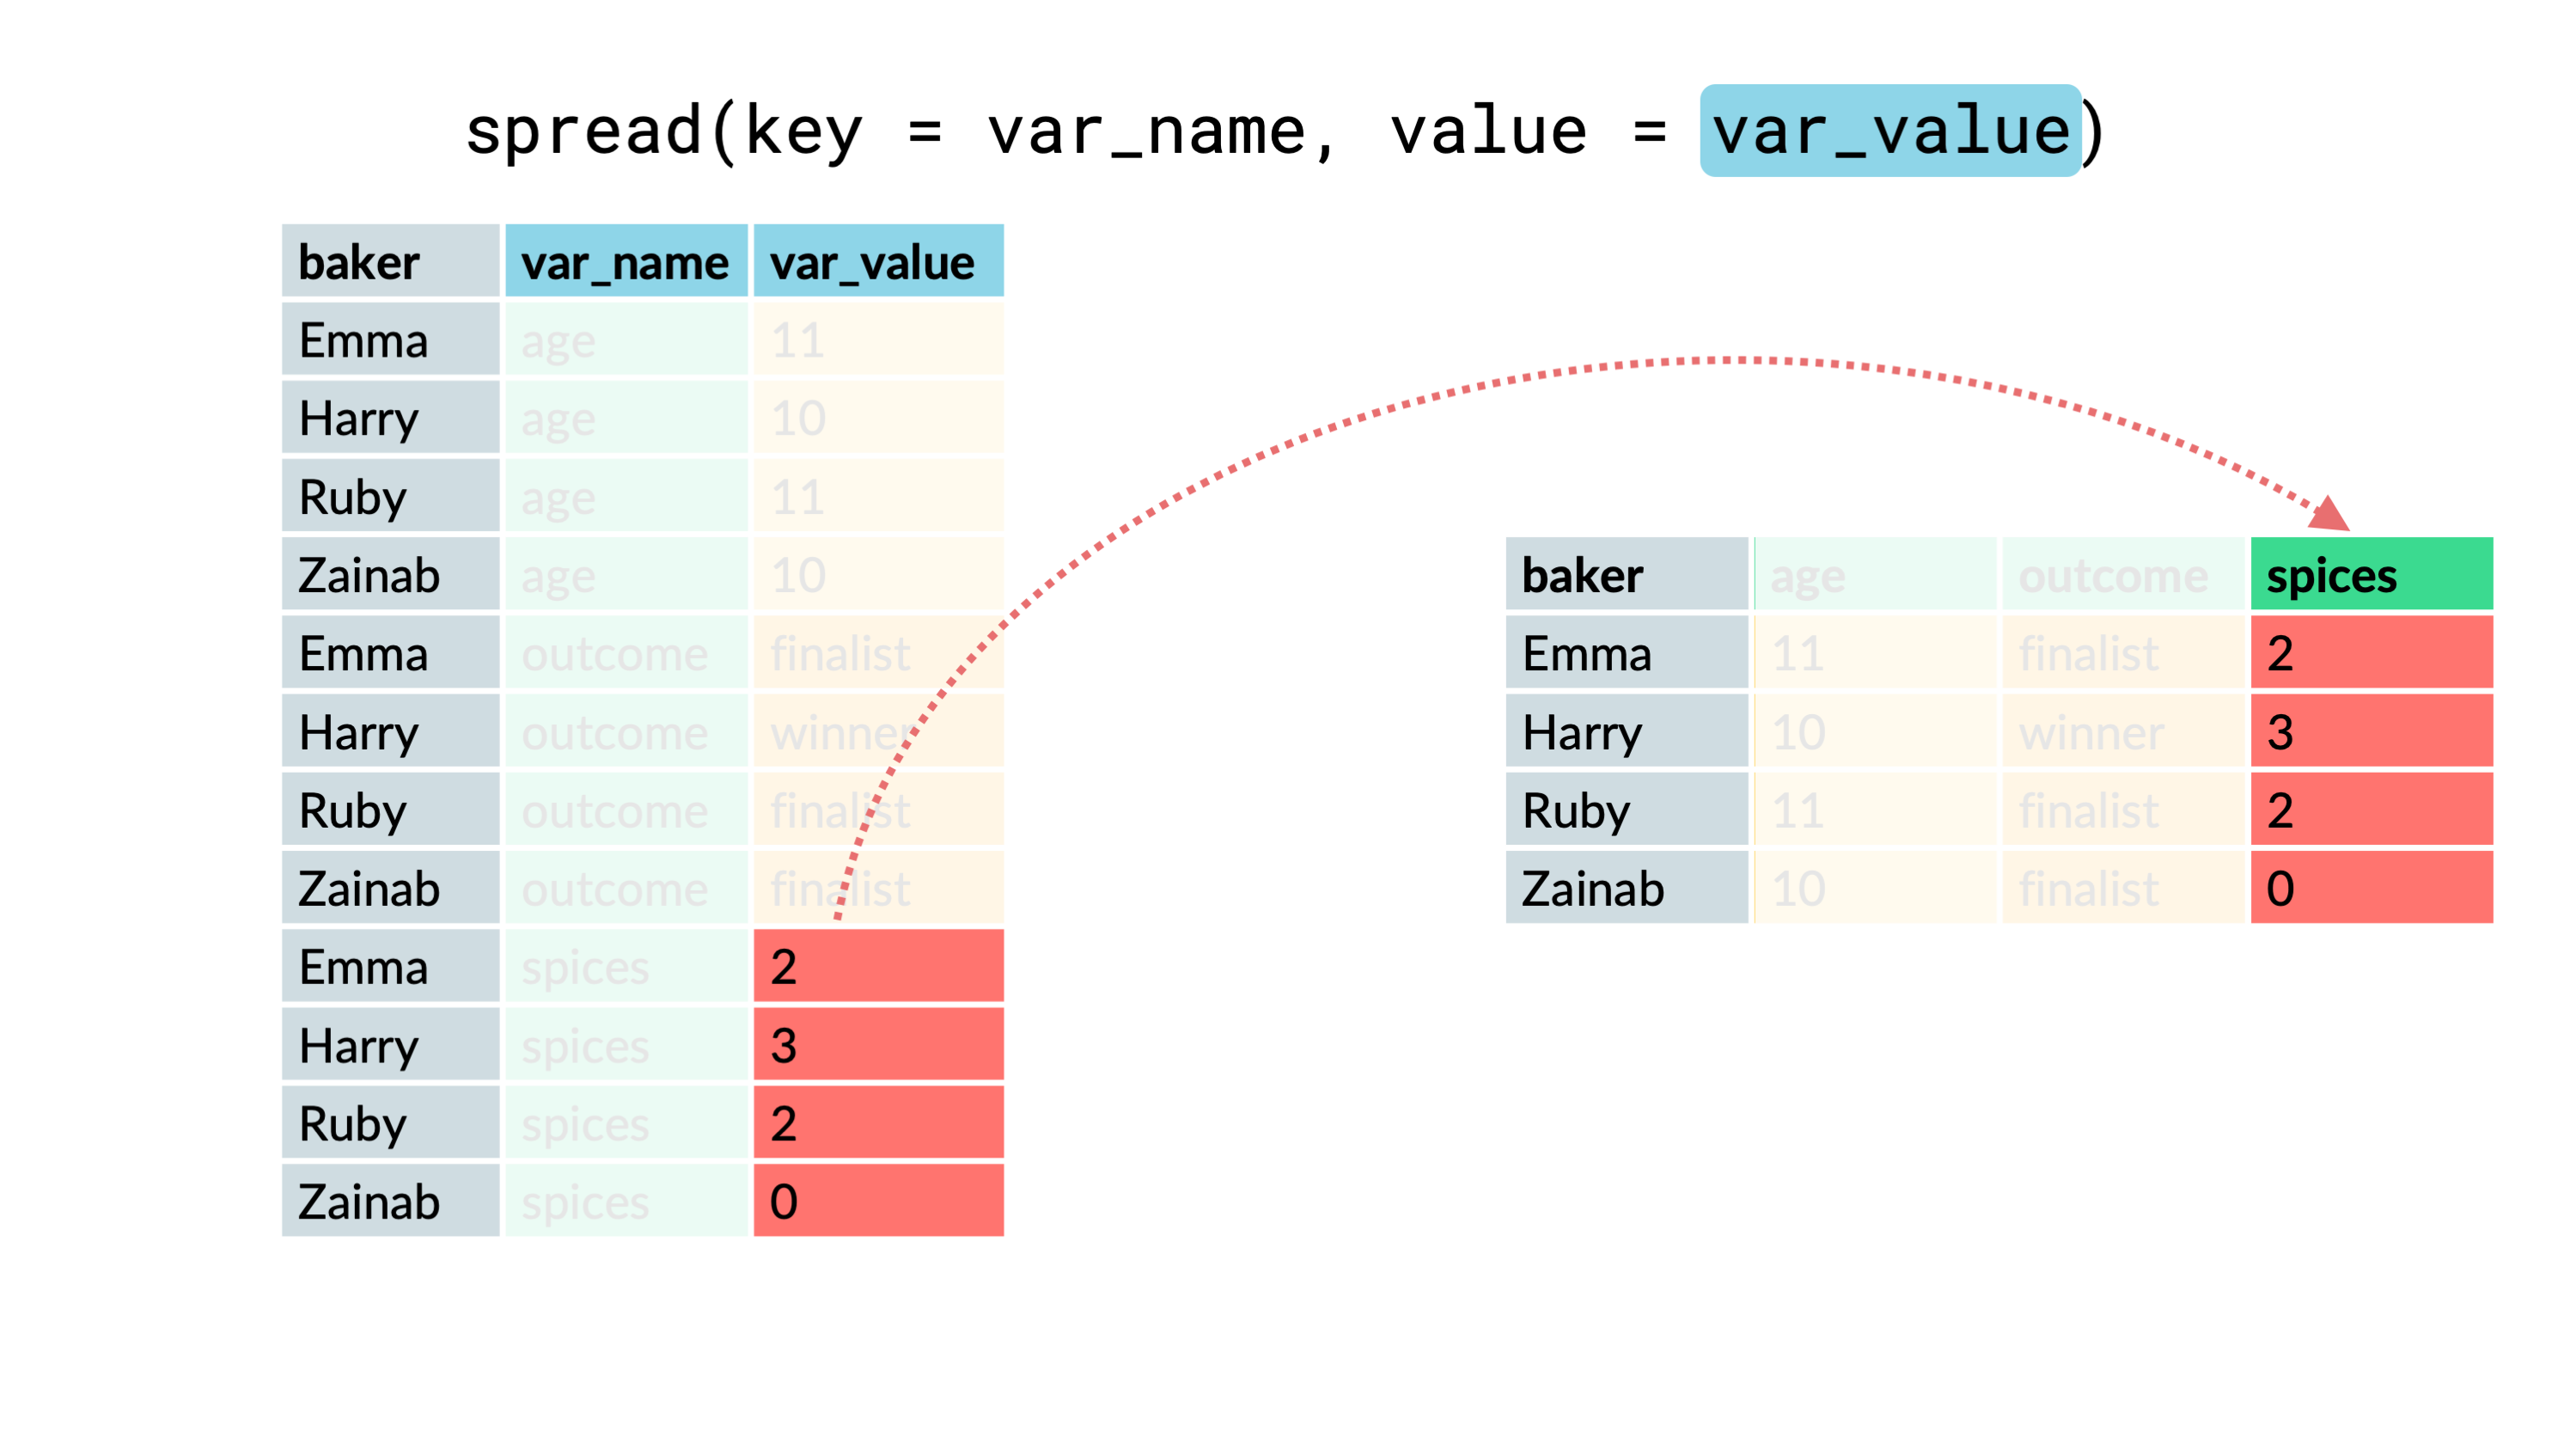 spread(key = var_name, value = var_value)
baker var_name var_value
Emma age 11
Harry age 10
Ruby age 11
Zainab age 10
Emma outcome finalist
Harry outcome winner
Ruby outcome finalist
Zainab outcome finalist
Emma spices 2
Harry spices 3
Ruby spices 2
Zainab spices 0
baker age outcome spices
Emma 11 finalist 2
Harry 10 winner 3
Ruby 11 finalist 2
Zainab 10 finalist 0